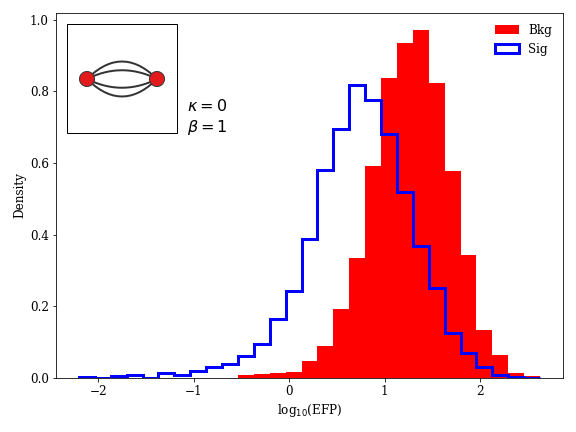 1.0
0.8
0.6
0.4
0.2
0.0
Density
κ = 0
β = 1
Bkg
Sig
−2 −1 0 1 2
log₁₀(EFP)